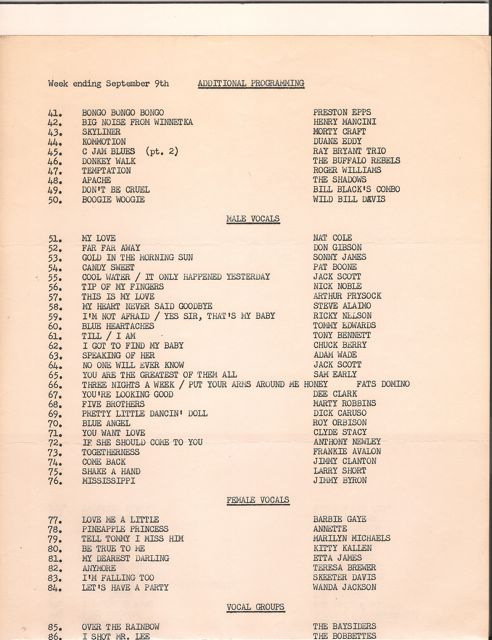 Week ending September 9th ADDITIONAL PROGRAMMING
41. BONGO BONGO BONGO PRESTON EPPS
42. BIG NOISE FROM WINNETKA HENRY MANCINI
43. SKYLINER MORTY CRAFT
44. KOMMOTION DUANE EDDY
45. C JAM BLUES (pt. 2) RAY BRYANT TRIO
46. DONKEY WALK THE BUFFALO REBELS
47. TEMPTATION ROGER WILLIAMS
48. APACHE THE SHADOWS
49. DON'T BE CRUEL BILL BLACK'S COMBO
50. BOOGIE WOOGIE WILD BILL DAVIS
MALE VOCALS
51. MY LOVE NAT COLE
52. FAR FAR AWAY DON GIBSON
53. GOLD IN THE MORNING SUN SONNY JAMES
54. CANDY SWEET PAT BOONE
55. COOL WATER / IT ONLY HAPPENED YESTERDAY JACK SCOTT
56. TIP OF MY FINGERS NICK NOBLE
57. THIS IS MY LOVE ARTHUR PRYSOCK
58. MY HEART NEVER SAID GOODBYE STEVE ALAIMO
59. I'M NOT AFRAID / YES SIR, THAT'S MY BABY RICKY NELSON
60. BLUE HEARTACHES TOMMY EDWARDS
61. TILL / I AM TONY BENNETT
62. I GOT TO FIND MY BABY CHUCK BERRY
63. SPEAKING OF HER ADAM WADE
64. NO ONE WILL EVER KNOW JACK SCOTT
65. YOU ARE THE GREATEST OF THEM ALL SAM EARLY
66. THREE NIGHTS A WEEK / PUT YOUR ARMS AROUND ME HONEY FATS DOMINO
67. YOU'RE LOOKING GOOD DEE CLARK
68. FIVE BROTHERS MARTY ROBBINS
69. PRETTY LITTLE DANCIN' DOLL DICK CARUSO
70. BLUE ANGEL ROY ORBISON
71. YOU WANT LOVE CLYDE STACY
72. IF SHE SHOULD COME TO YOU ANTHONY NEWLEY
73. TOGETHERNESS FRANKIE AVALON
74. COME BACK JIMMY CLANTON
75. SHAKE A HAND LARRY SHORT
76. MISSISSIPPI JIMMY BYRON
FEMALE VOCALS
77. LOVE ME A LITTLE BARBIE GAYE
78. PINEAPPLE PRINCESS ANNETTE
79. TELL TOMMY I MISS HIM MARILYN MICHAELS
80. BE TRUE TO ME KITTY KALLEN
81. MY DEAREST DARLING ETTA JAMES
82. ANYMORE TERESA BREWER
83. I'M FALLING TOO SKEETER DAVIS
84. LET'S HAVE A PARTY WANDA JACKSON
VOCAL GROUPS
85. OVER THE RAINBOW THE BAYSIDERS
86. I SHOT MR. LEE THE BOBBETTES